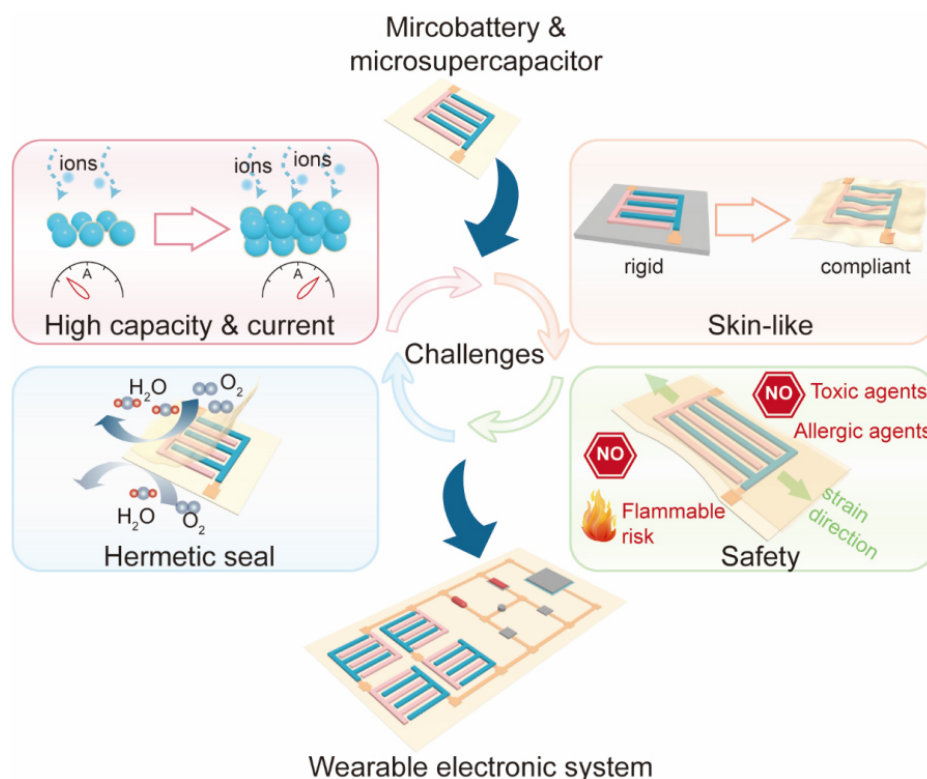 Mircobattery &
microsupercapacitor
ions
ions
ions
A
A
High capacity & current
rigid
compliant
Skin-like
Challenges
H2O
O2
H2O
O2
Hermetic seal
NO
Toxic agents
Allergic agents
NO
Flammable
risk
strain
direction
Safety
Wearable electronic system